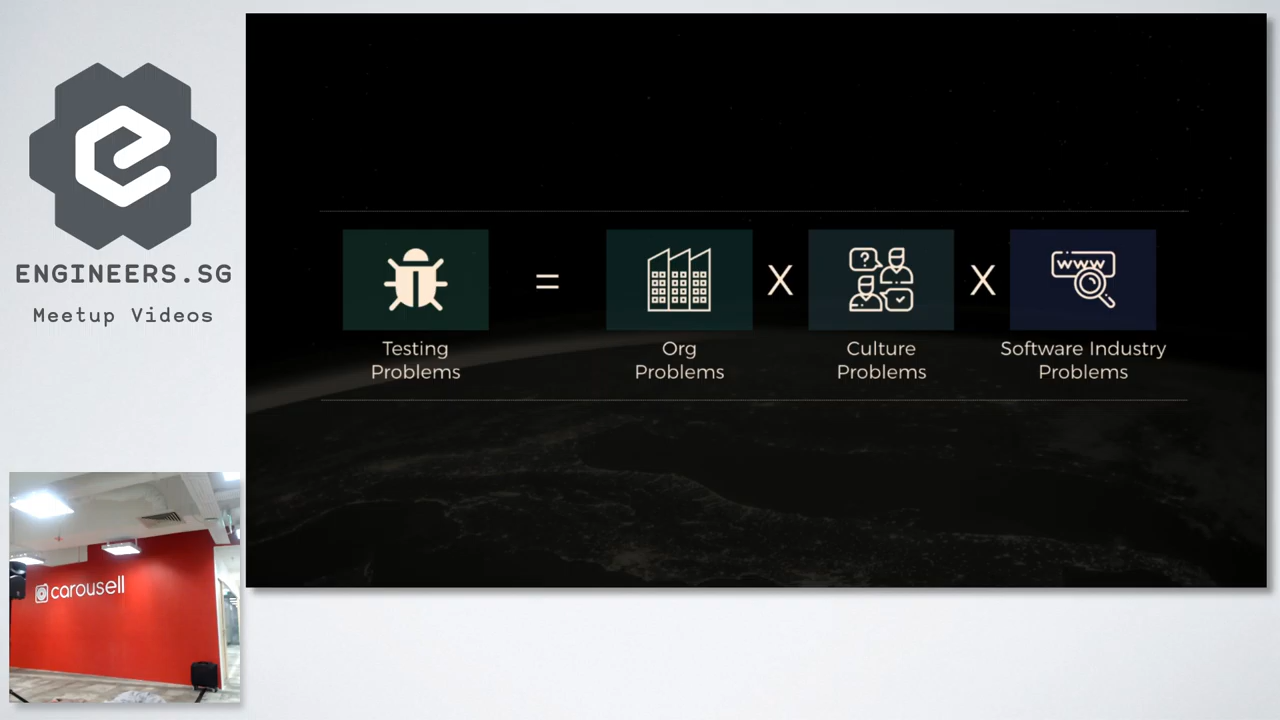 ENGINEERS.SG
Meetup Videos
=
X
X
www
?
Testing
Problems
Org
Problems
Culture
Problems
Software Industry
Problems
carousell